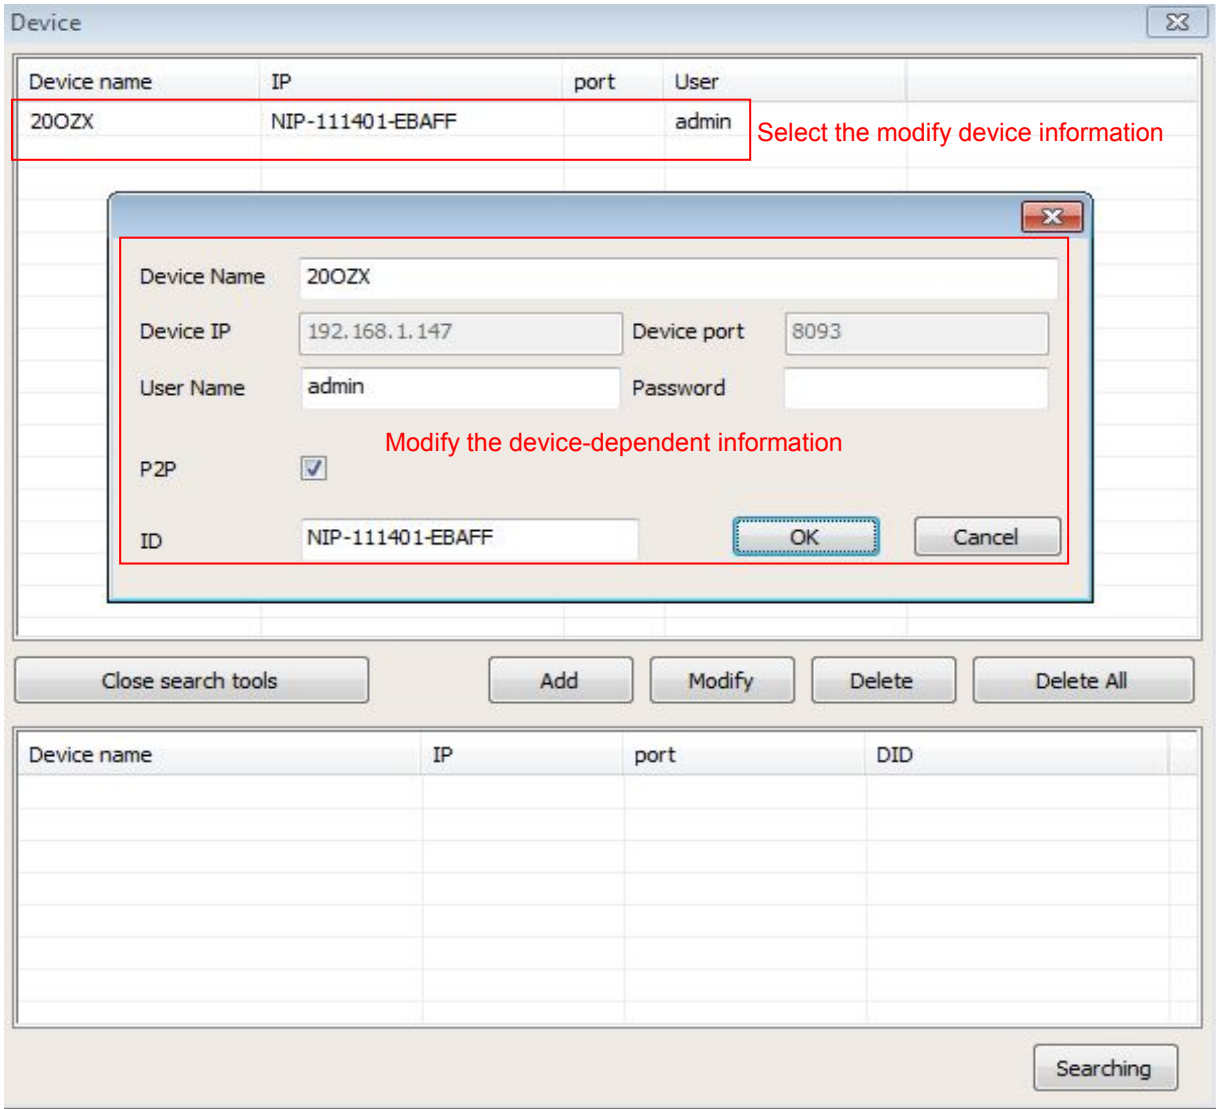 Device
Device name IP port User
20OZX NIP-111401-EBAFF admin
Select the modify device information
Device Name 20OZX
Device IP 192.168.1.147 Device port 8093
User Name admin Password
Modify the device-dependent information
P2P
ID NIP-111401-EBAFF OK Cancel
Close search tools Add Modify Delete Delete All
Device name IP port DID
Searching